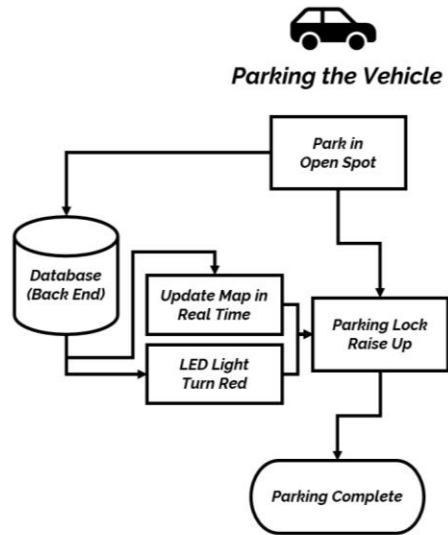 Parking the Vehicle
Park in
Open Spot
Database
(Back End)
Update Map in
Real Time
LED Light
Turn Red
Parking Lock
Raise Up
Parking Complete